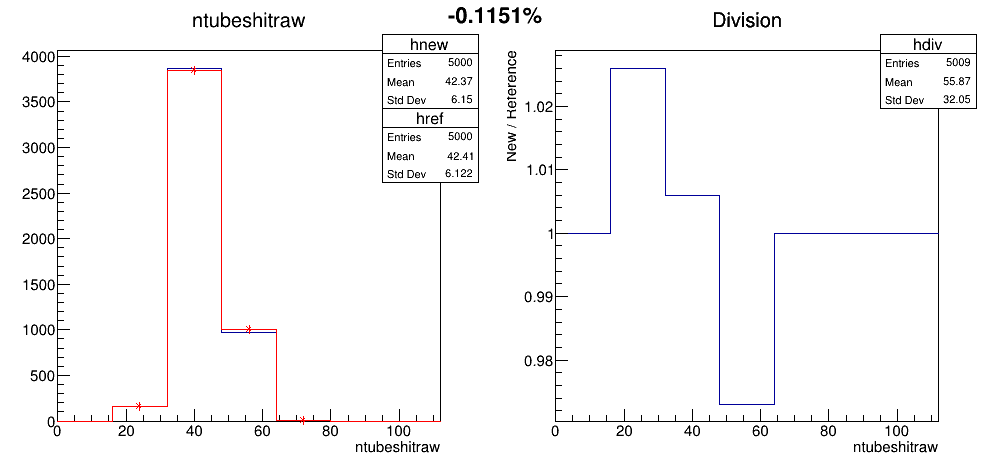 -0.1151%
ntubeshitraw
hnew
Entries 5000
Mean 42.37
Std Dev 6.15
href
Entries 5000
Mean 42.41
Std Dev 6.122
4000
3500
3000
2500
2000
1500
1000
500
0
0 20 40 60 80 100
ntubeshitraw
Division
hdiv
Entries 5009
Mean 55.87
Std Dev 32.05
New / Reference
1.02
1.01
1
0.99
0.98
0 20 40 60 80 100
ntubeshitraw